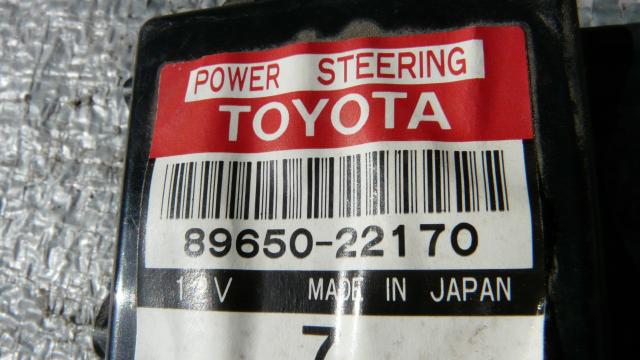 POWER STEERING
TOYOTA
89650-22170
12V MADE IN JAPAN
7